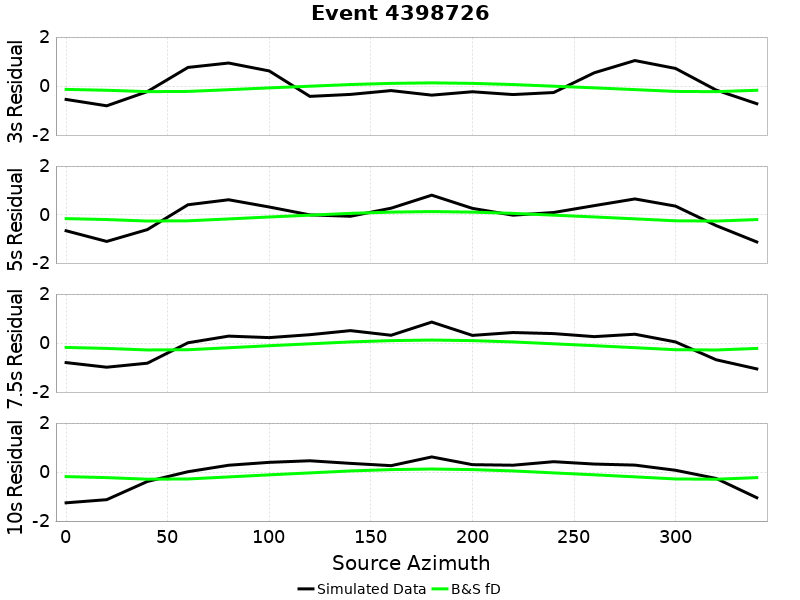 Event 4398726
3s Residual
2
0
-2
5s Residual
2
0
-2
7.5s Residual
2
0
-2
10s Residual
2
0
-2
0 50 100 150 200 250 300
Source Azimuth
Simulated Data B&S fD